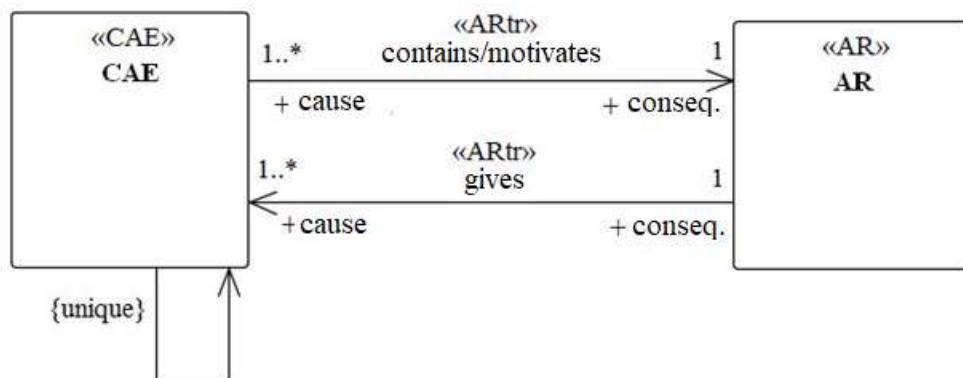 «CAE»
CAE
«ARtr»
1..*
contains/motivates
1
+ cause
+ conseq.
«AR»
AR
«ARtr»
1..*
gives
1
+cause
+ conseq.
{unique}